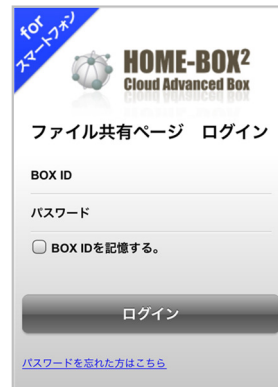 for
スマートフォン
HOME-BOX²
Cloud Advanced Box
ファイル共有ページ　ログイン
BOX ID
パスワード
BOX IDを記憶する。
ログイン
パスワードを忘れた方はこちら